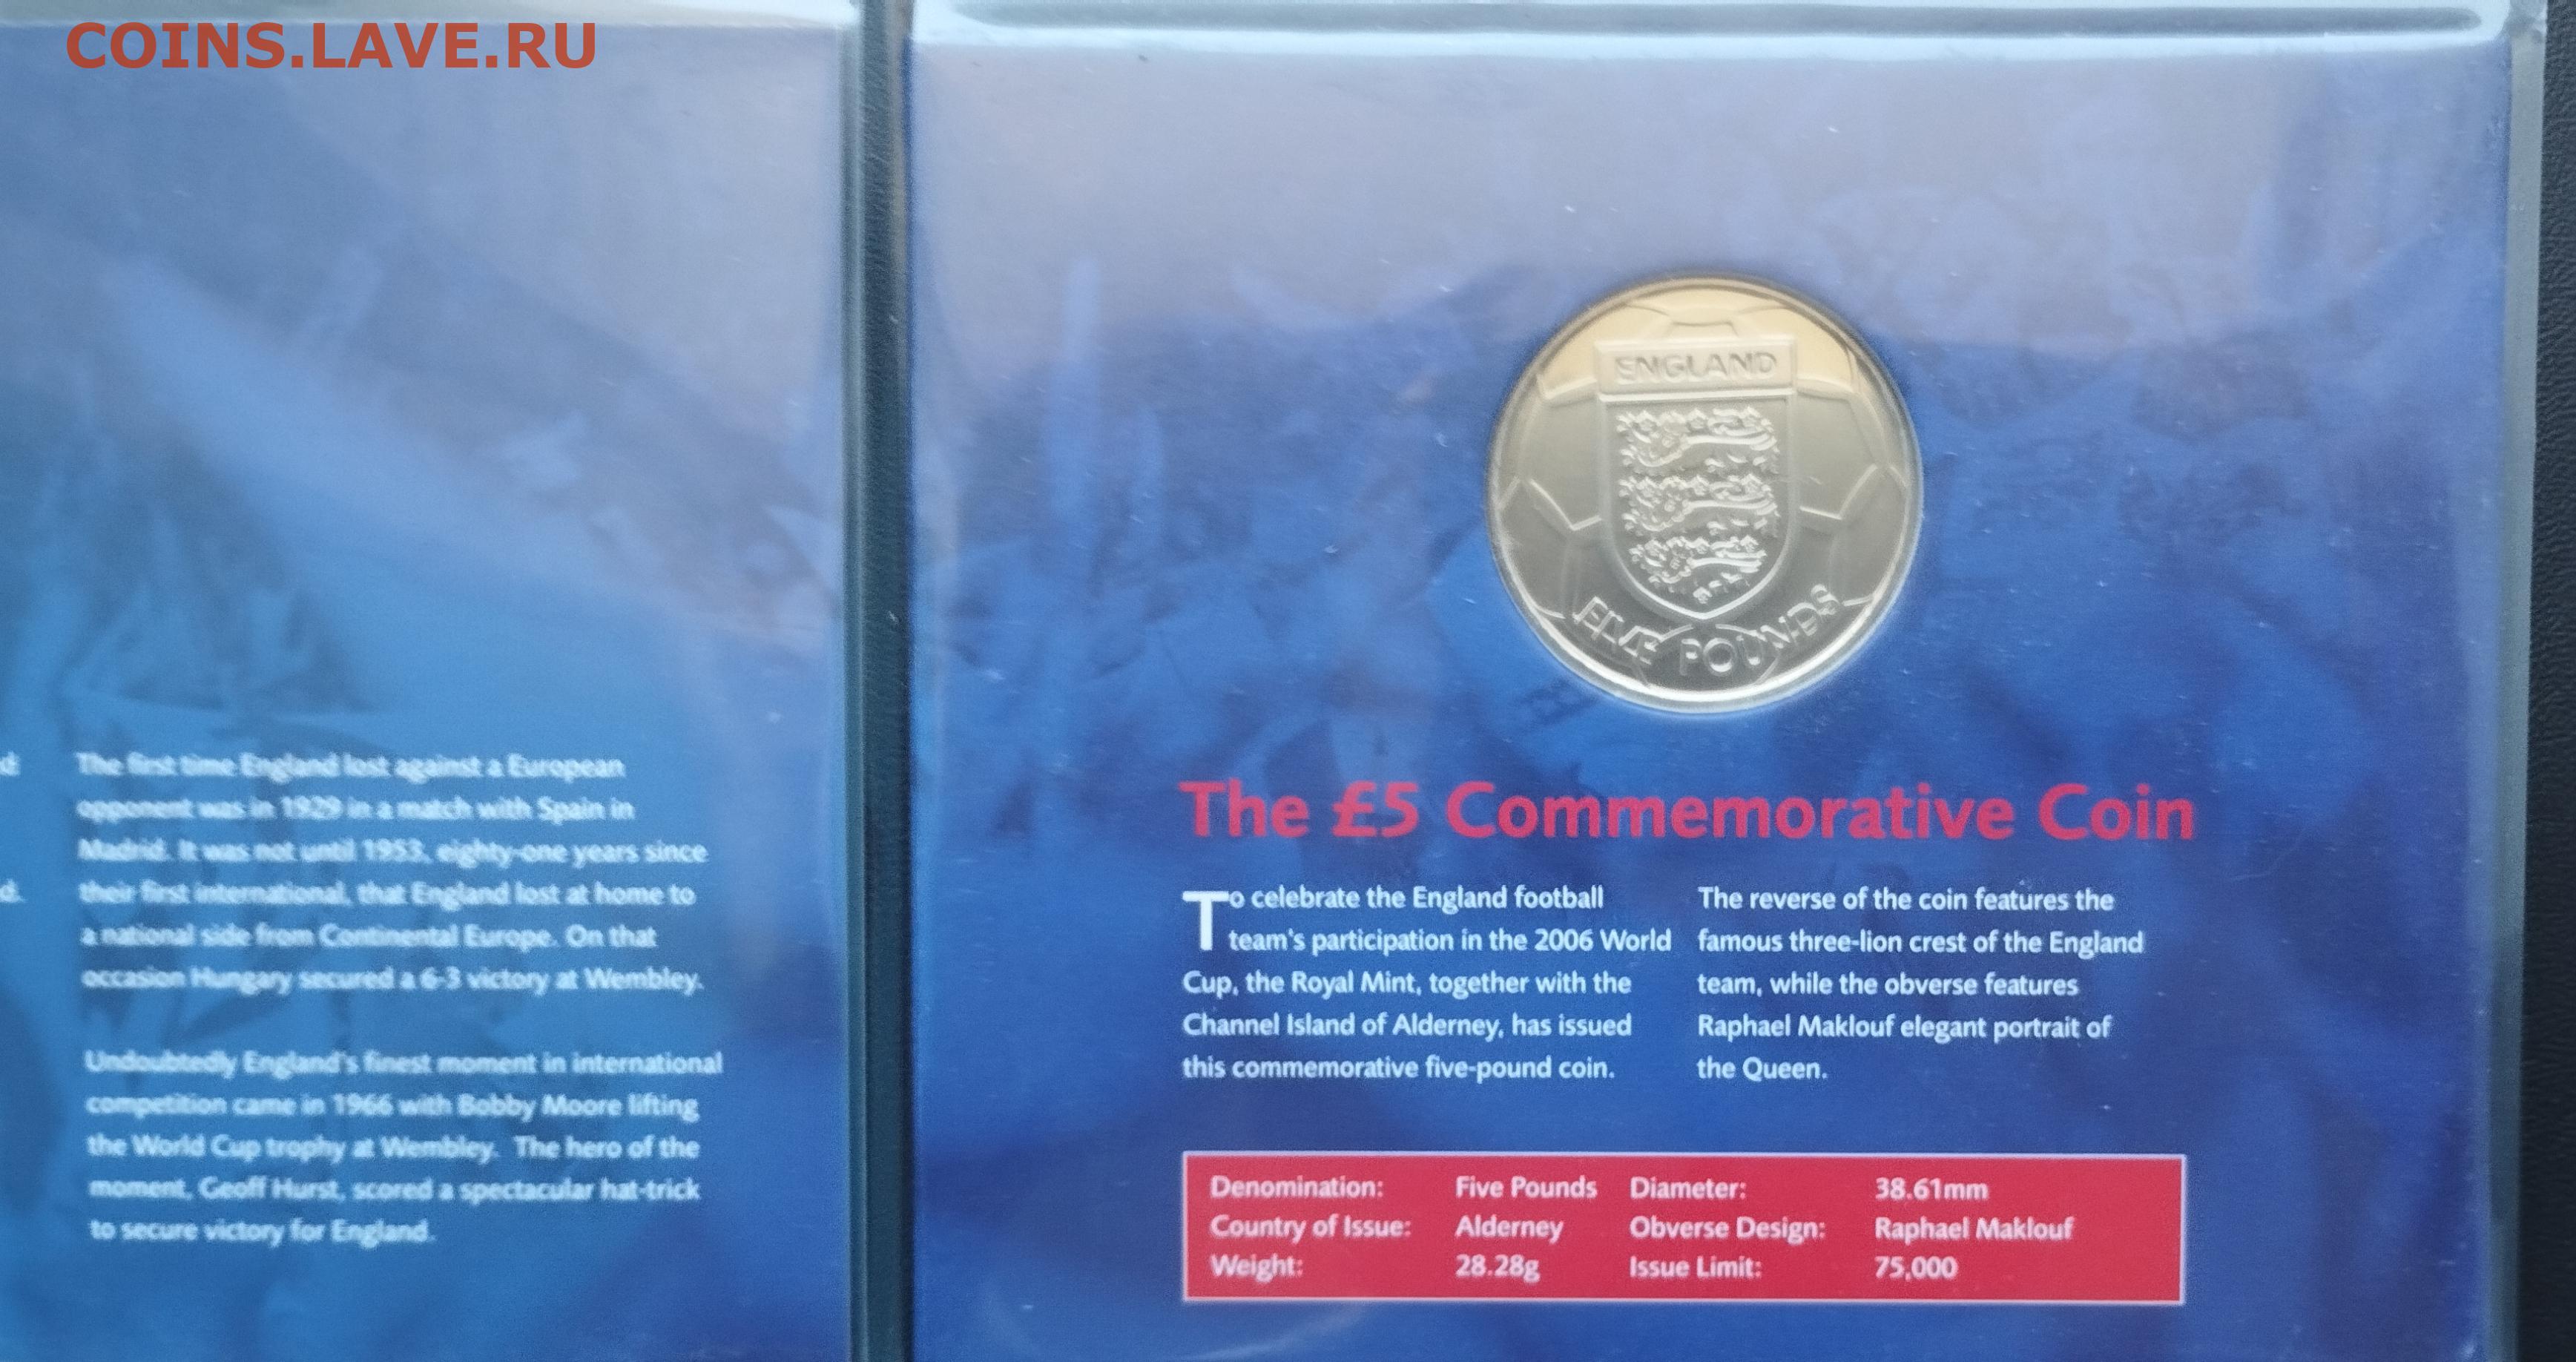 COINS.LAVE.RU
d
d.
The first time England lost against a European
opponent was in 1929 in a match with Spain in
Madrid. It was not until 1953, eighty-one years since
their first international, that England lost at home to
a national side from Continental Europe. On that
occasion Hungary secured a 6-3 victory at Wembley.
Undoubtedly England's finest moment in international
competition came in 1966 with Bobby Moore lifting
the World Cup trophy at Wembley. The hero of the
moment, Geoff Hurst, scored a spectacular hat-trick
to secure victory for England.
ENGLAND
FIVE POUNDS
The £5 Commemorative Coin
To celebrate the England football
team's participation in the 2006 World
Cup, the Royal Mint, together with the
Channel Island of Alderney, has issued
this commemorative five-pound coin.
The reverse of the coin features the
famous three-lion crest of the England
team, while the obverse features
Raphael Maklouf elegant portrait of
the Queen.
Denomination: Five Pounds Diameter: 38.61mm
Country of Issue: Alderney Obverse Design: Raphael Maklouf
Weight: 28.28g Issue Limit: 75,000